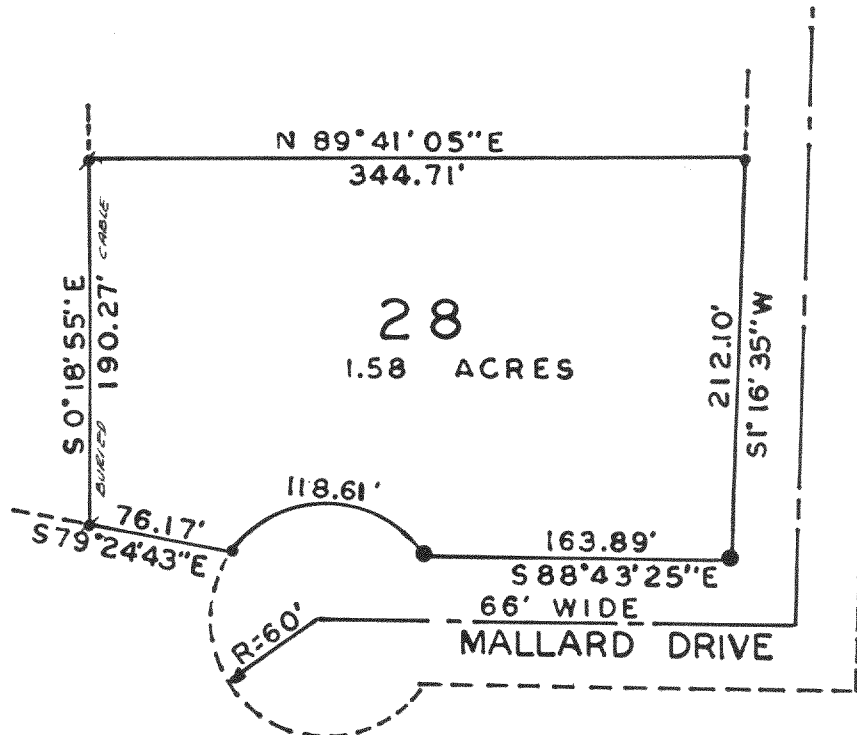 N 89°41'05"E
344.71'
S 0°18'55"E
190.27'
BURIED CABLE
28
1.58 ACRES
212.10'
S1°16'35"W
118.61'
76.17'
S79°24'43"E
163.89'
S88°43'25"E
66' WIDE
R=60'
MALLARD DRIVE